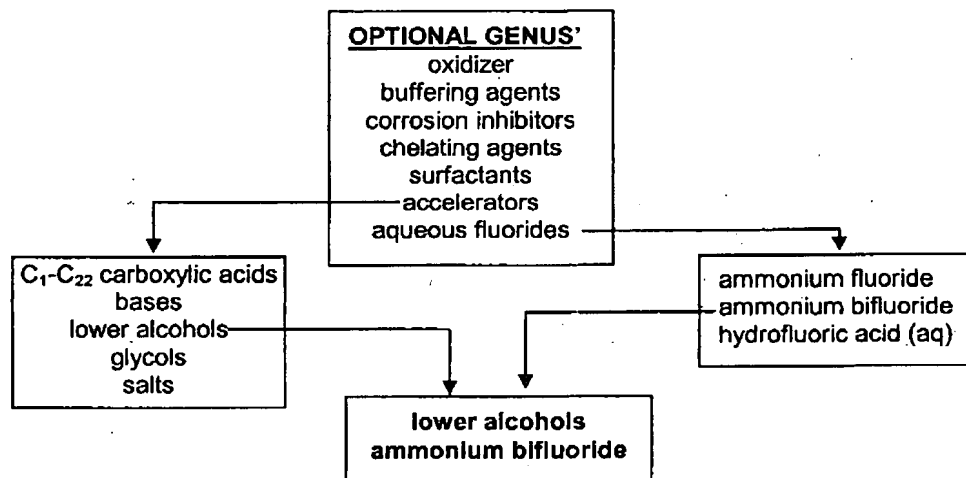 OPTIONAL GENUS'
oxidizer
buffering agents
corrosion inhibitors
chelating agents
surfactants
accelerators
aqueous fluorides
C₁-C₂₂ carboxylic acids
bases
lower alcohols
glycols
salts
ammonium fluoride
ammonium bifluoride
hydrofluoric acid (aq)
lower alcohols
ammonium bifluoride